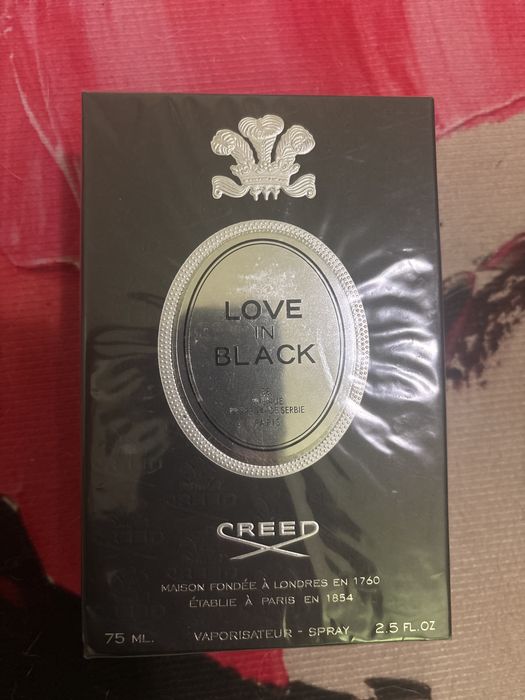 LOVE
IN
BLACK
SERBIE
PARIS
CREED
MAISON FONDÉE À LONDRES EN 1760
ÉTABLIE À PARIS EN 1854
75 ML. VAPORISATEUR - SPRAY 2.5 FL.OZ